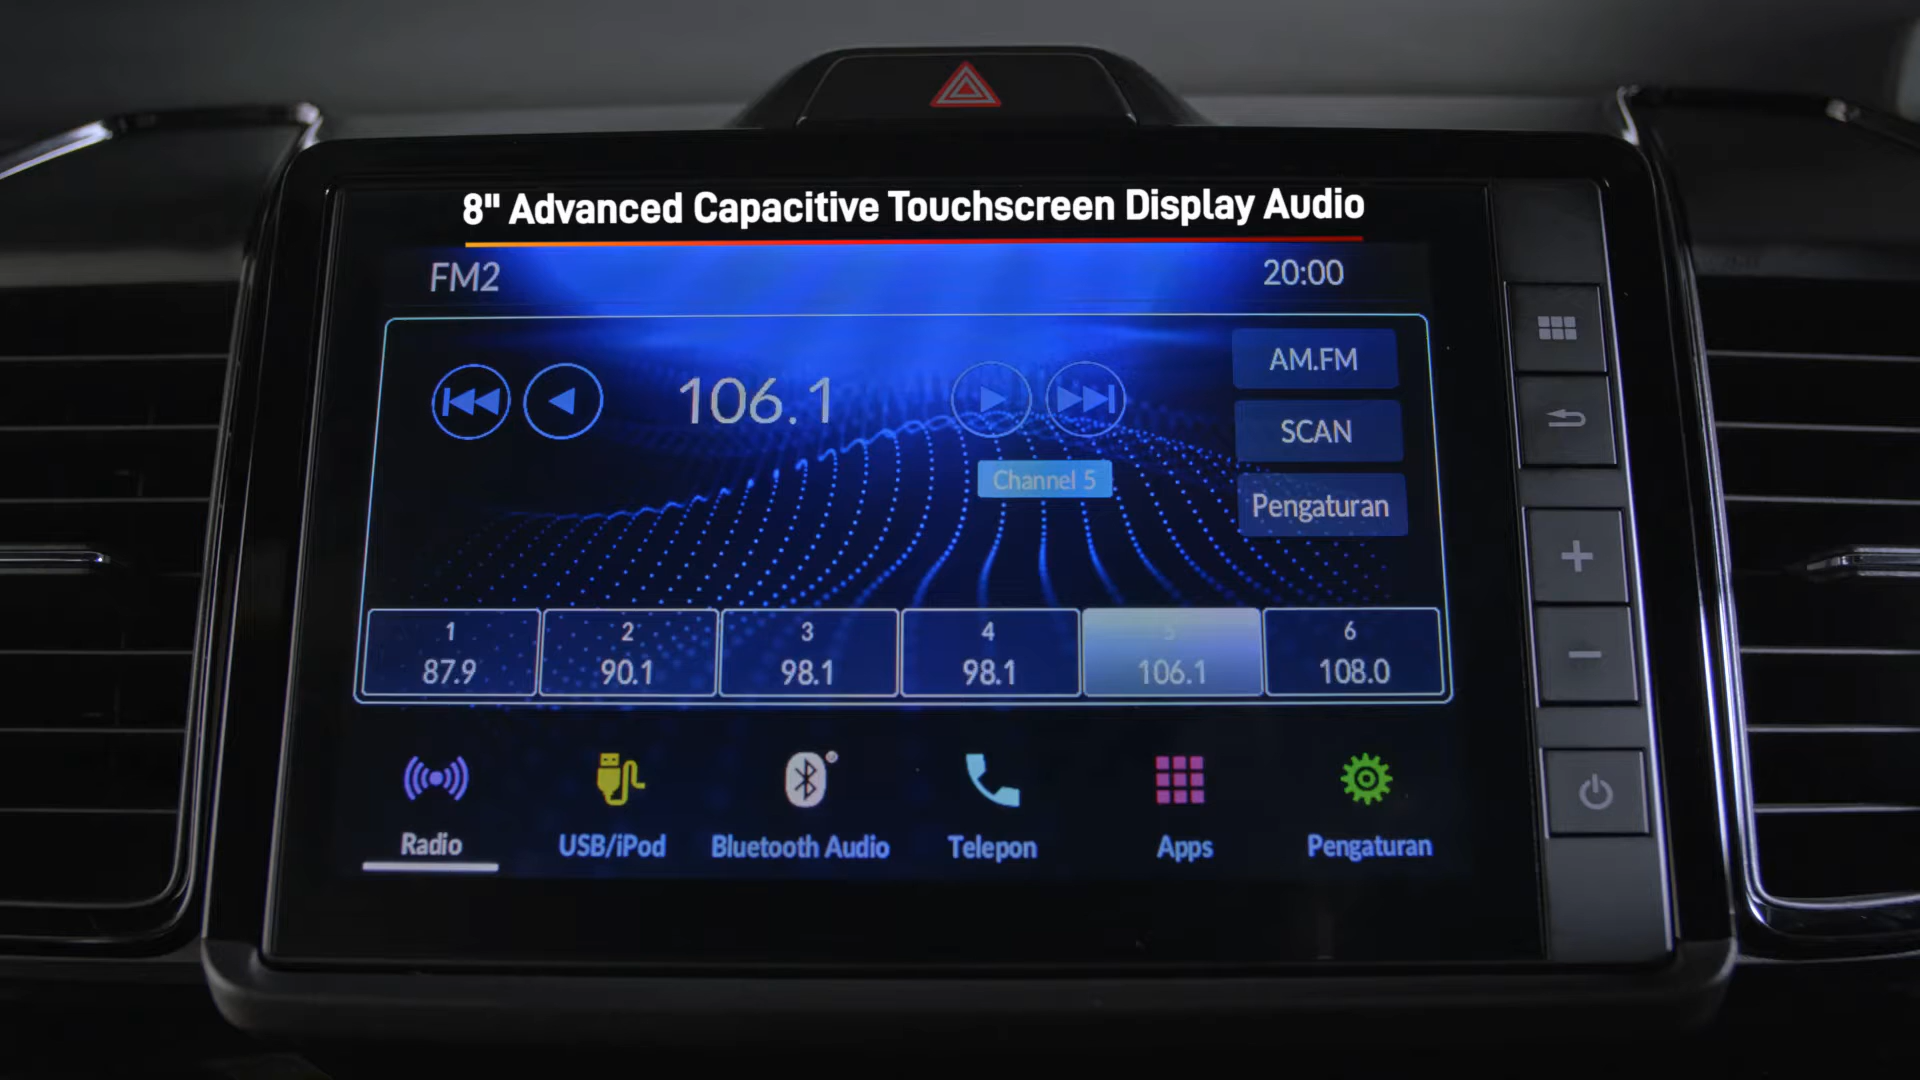 8" Advanced Capacitive Touchscreen Display Audio
FM2
20:00
106.1
AM.FM
SCAN
Channel 5
Pengaturan
1
2
3
4
5
6
87.9
90.1
98.1
98.1
106.1
108.0
Radio
USB/iPod
Bluetooth Audio
Telepon
Apps
Pengaturan